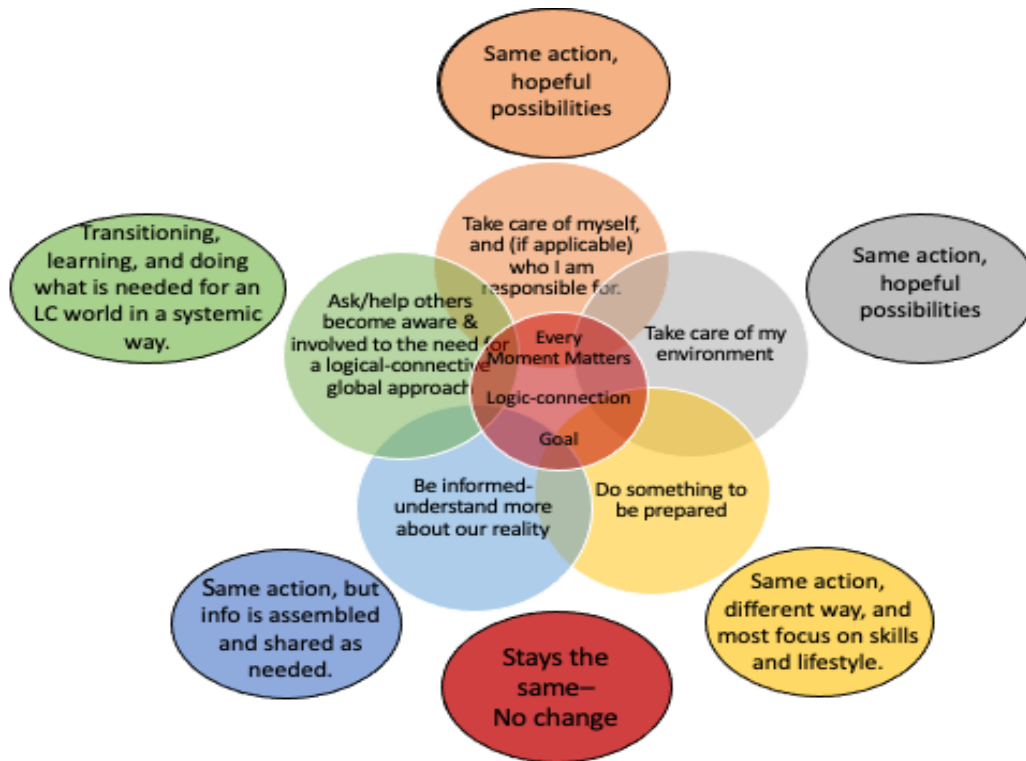 Same action,
hopeful
possibilities
Transitioning,
learning, and doing
what is needed for an
LC world in a systemic
way.
Take care of myself,
and (if applicable)
who I am
responsible for.
Same action,
hopeful
possibilities
Ask/help others
become aware &
involved to the need for
a logical-connective
global approach
Every
Moment Matters
Logic-connection
Goal
Take care of my
environment
Be informed-
understand more
about our reality
Do something to
be prepared
Same action, but
info is assembled
and shared as
needed.
Stays the
same–
No change
Same action,
different way, and
most focus on skills
and lifestyle.